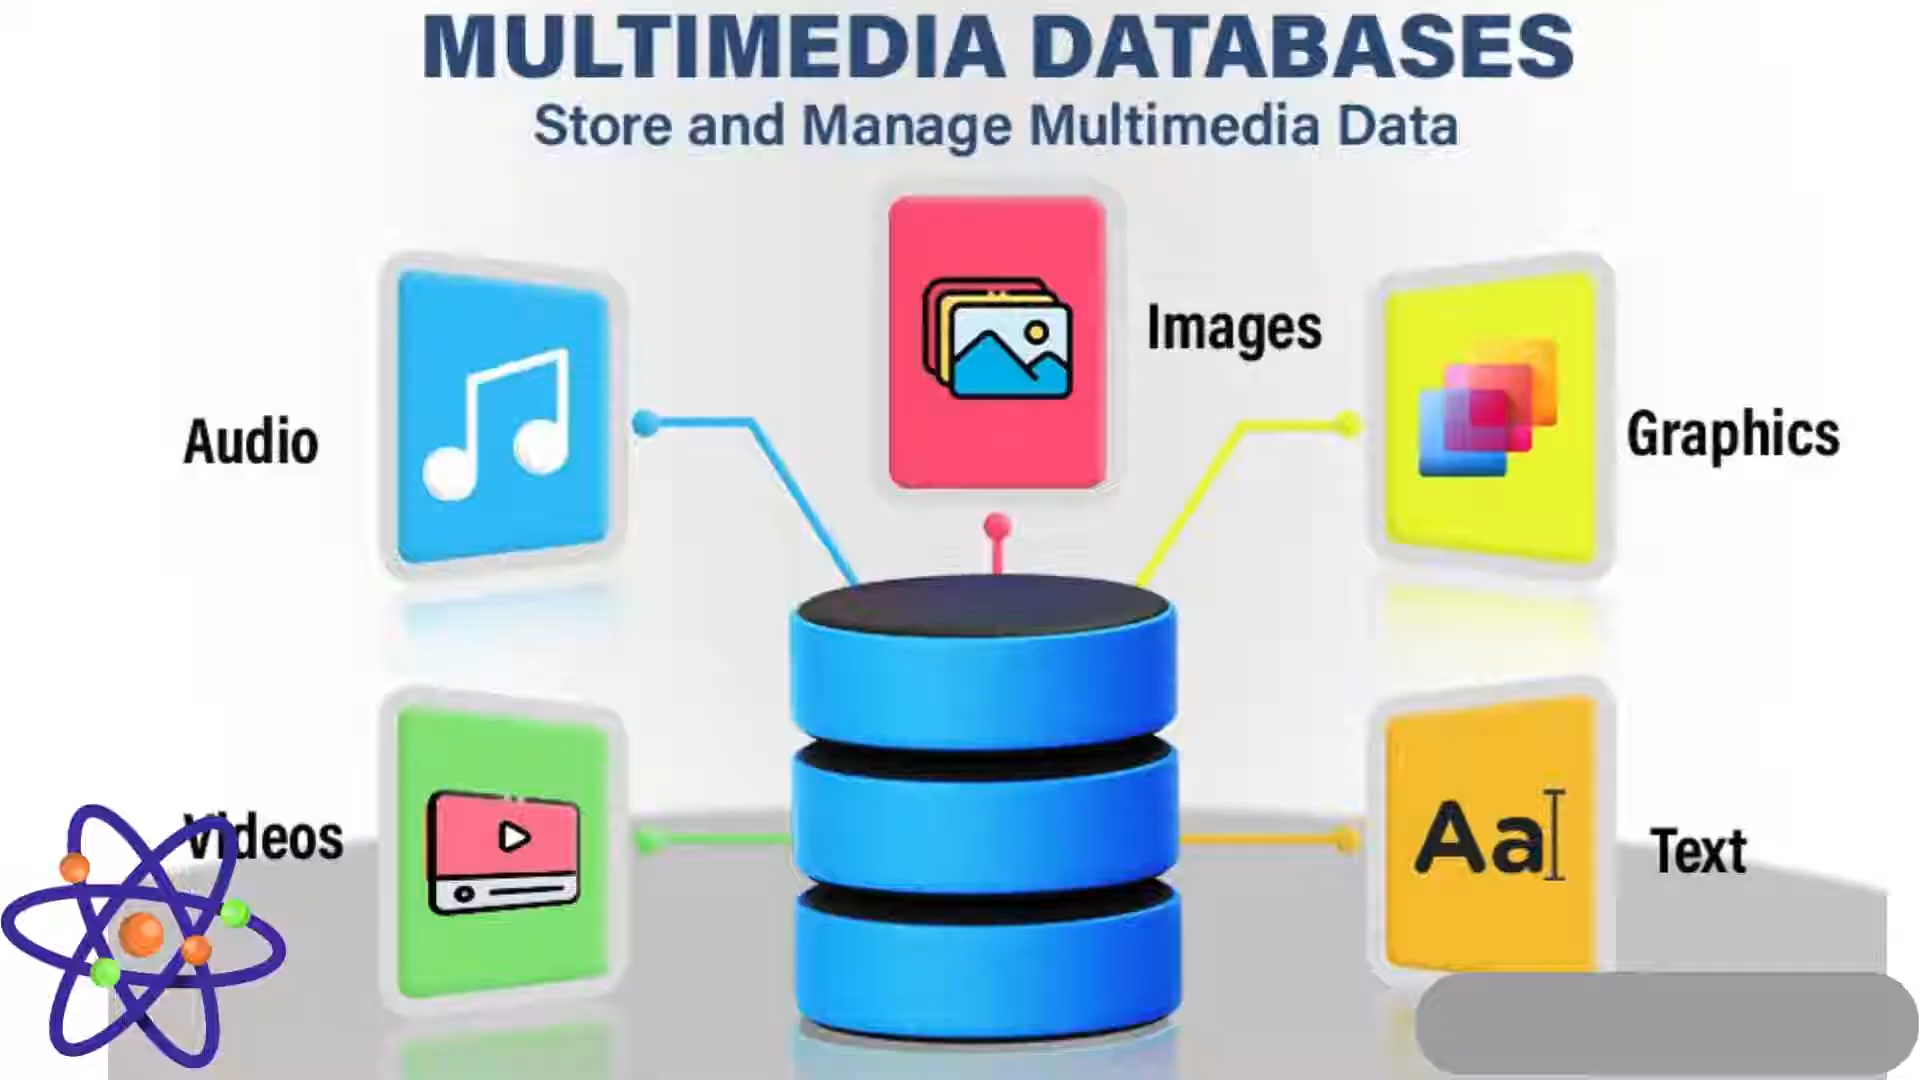 MULTIMEDIA DATABASES
Store and Manage Multimedia Data
Images
Audio
Graphics
Videos
Aa
Text